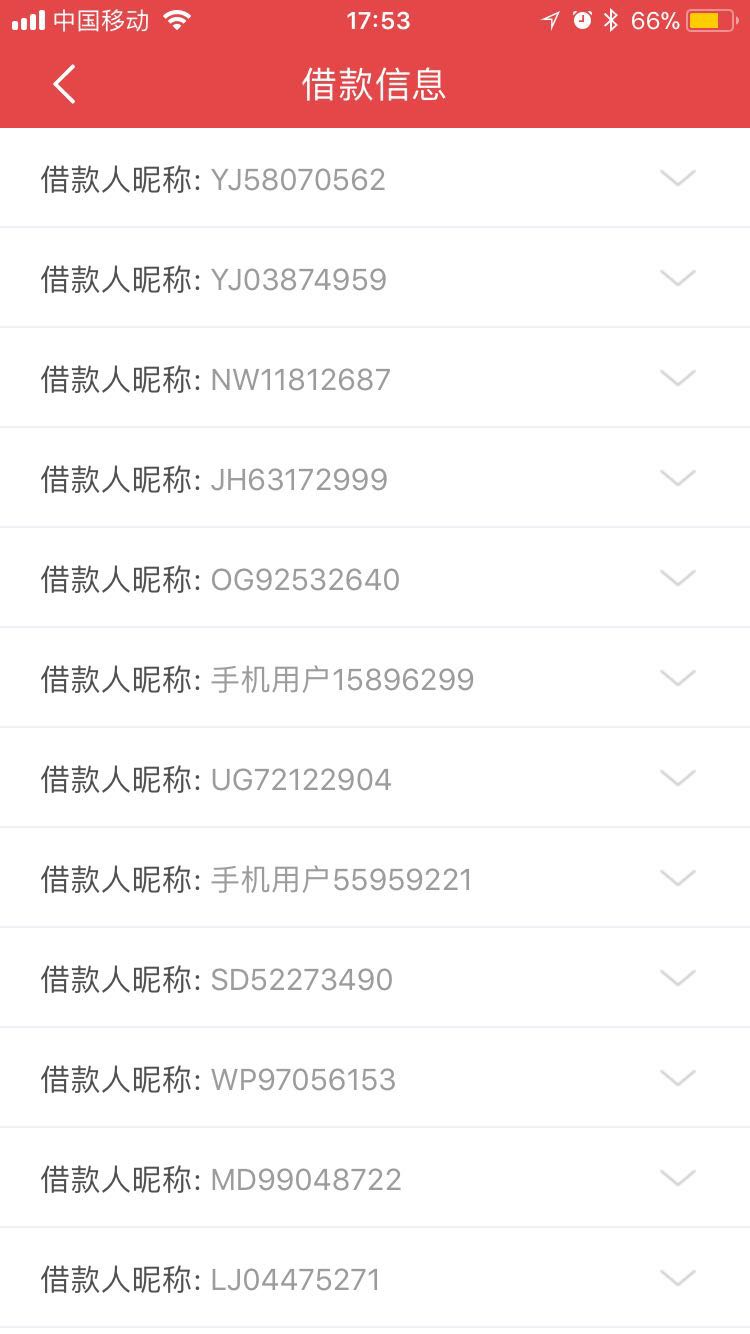 中国移动 17:53 66%
借款信息
借款人昵称: YJ58070562
借款人昵称: YJ03874959
借款人昵称: NW11812687
借款人昵称: JH63172999
借款人昵称: OG92532640
借款人昵称: 手机用户15896299
借款人昵称: UG72122904
借款人昵称: 手机用户55959221
借款人昵称: SD52273490
借款人昵称: WP97056153
借款人昵称: MD99048722
借款人昵称: LJ04475271